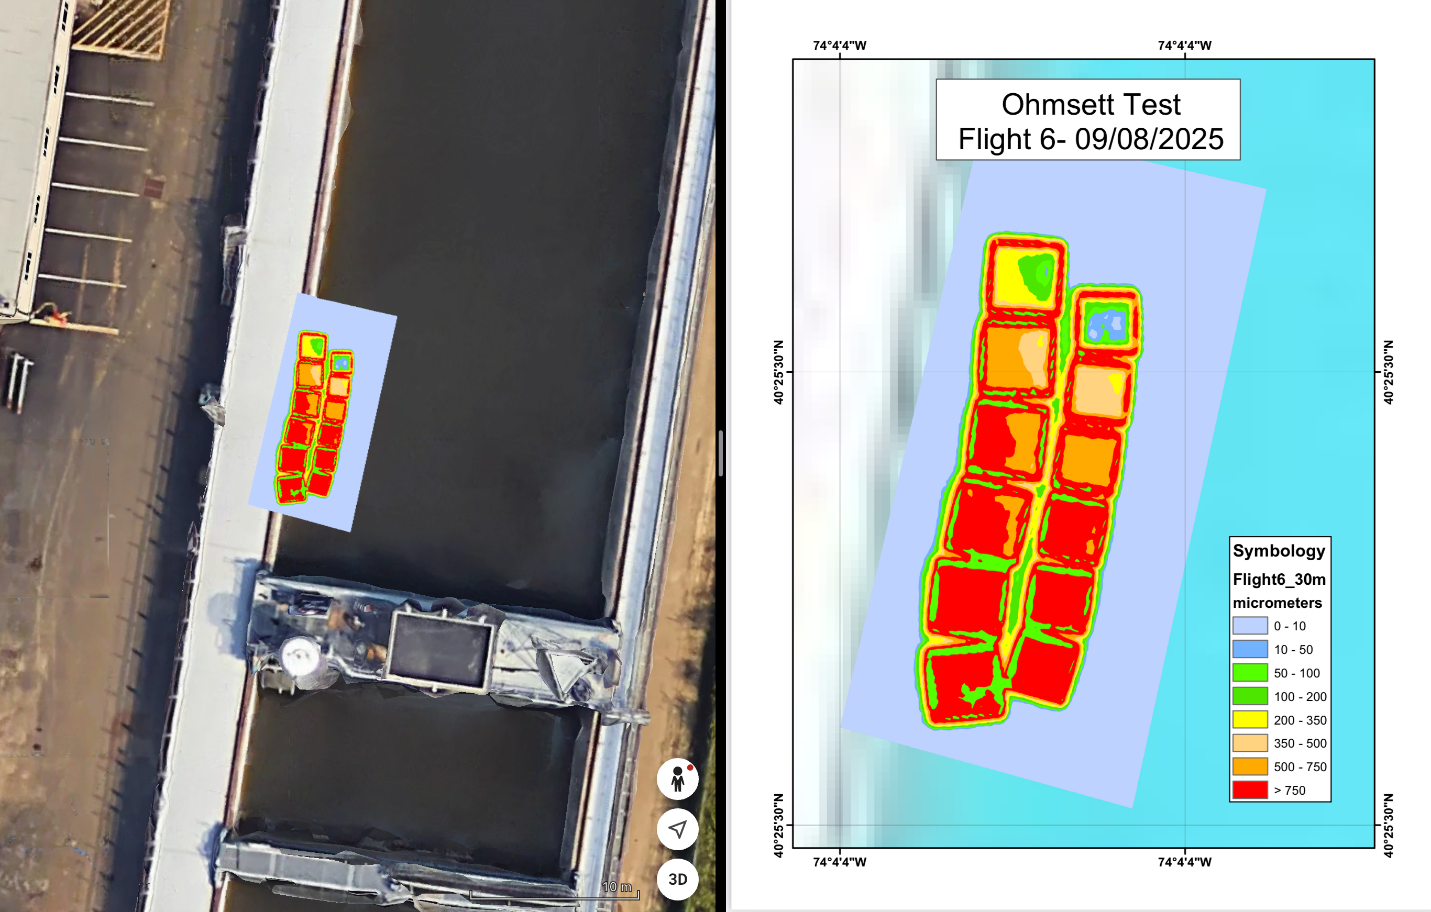 3D
10 m
74°4'4"W
74°4'4"W
Ohmsett Test
Flight 6- 09/08/2025
40°25'30"N
40°25'30"N
Symbology
Flight6_30m
micrometers
0 - 10
10 - 50
50 - 100
100 - 200
200 - 350
350 - 500
500 - 750
> 750
40°25'30"N
40°25'30"N
74°4'4"W
74°4'4"W